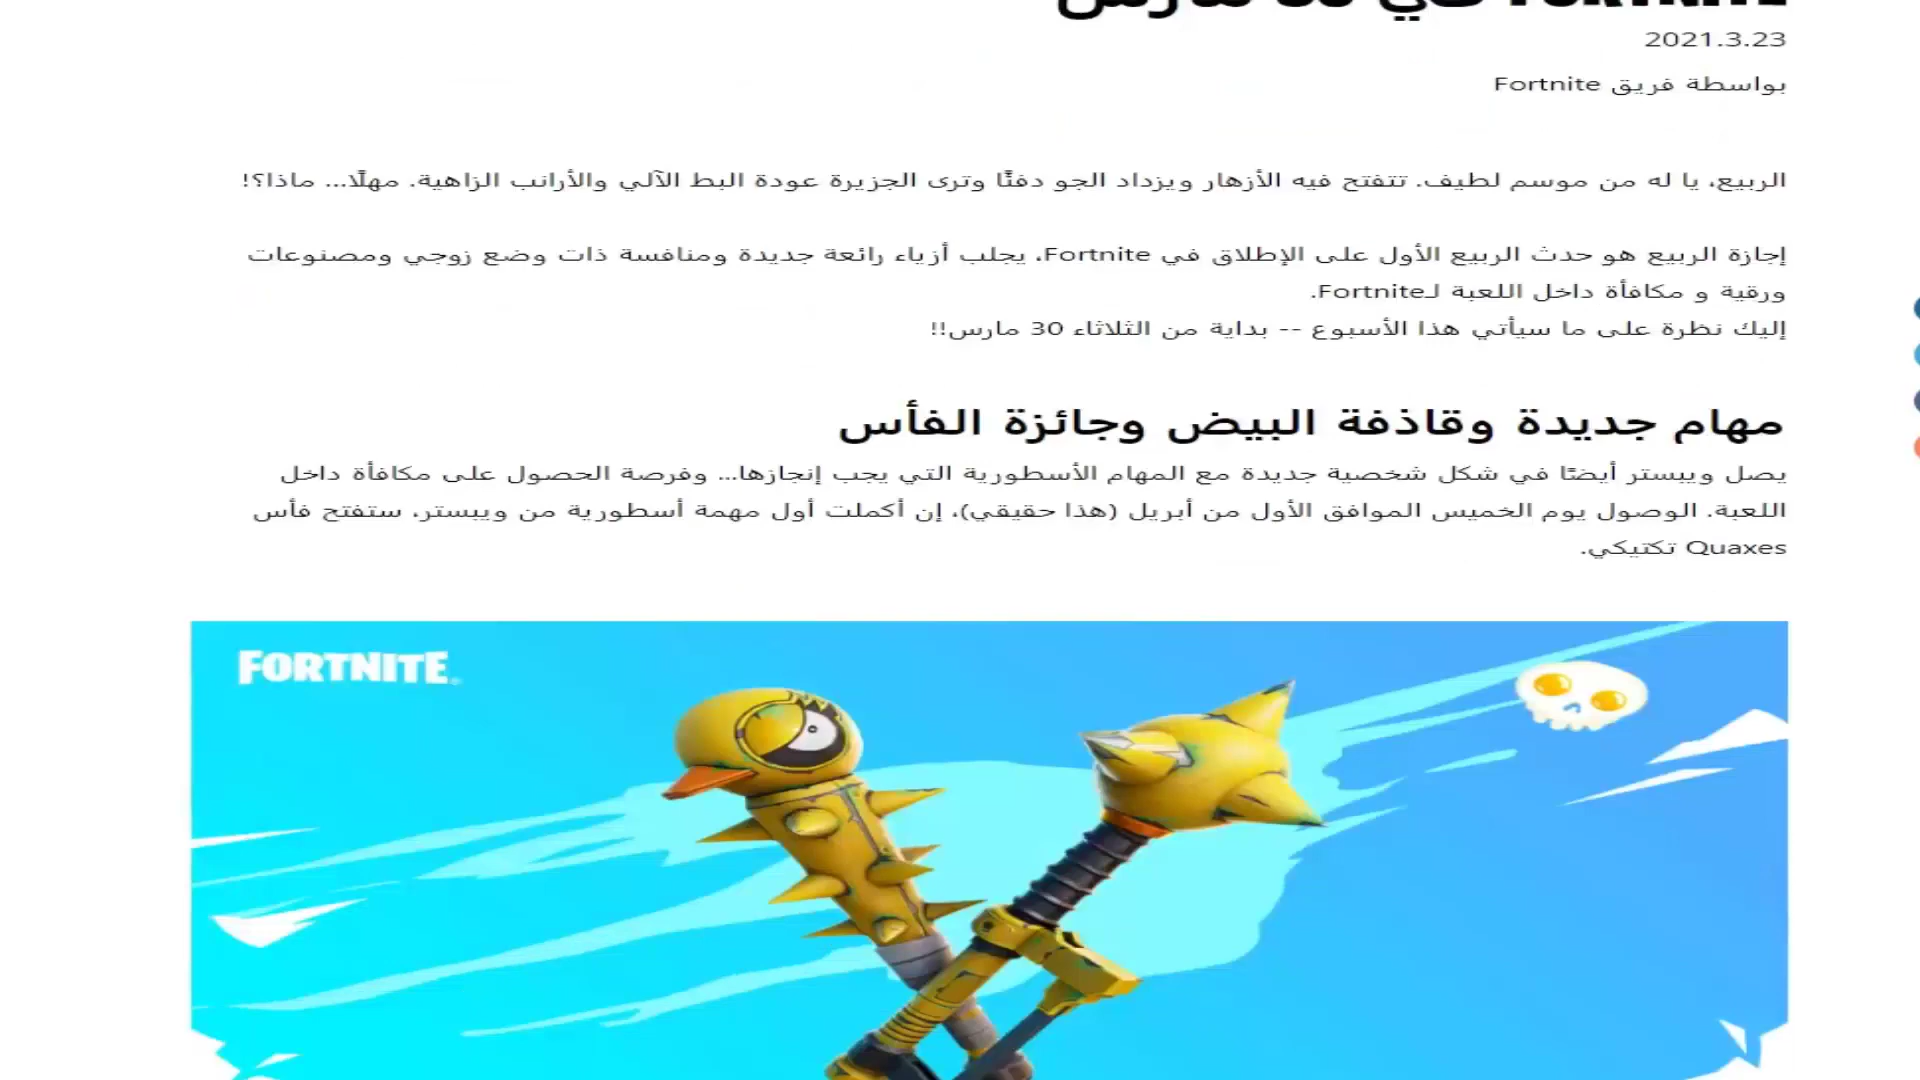 FORTNITE في 30 مارس
2021.3.23
بواسطة فريق Fortnite
الربيع، يا له من موسم لطيف. تتفتح فيه الأزهار ويزداد الجو دفئًا وترى الجزيرة عودة البط الآلي والأرانب الزاهية. مهلًا... ماذا؟!
إجازة الربيع هو حدث الربيع الأول على الإطلاق في Fortnite، يجلب أزياء رائعة جديدة ومنافسة ذات وضع زوجي ومصنوعات
ورقية و مكافأة داخل اللعبة لـFortnite.
إليك نظرة على ما سيأتي هذا الأسبوع -- بداية من الثلاثاء 30 مارس!!
مهام جديدة وقاذفة البيض وجائزة الفأس
يصل ويبستر أيضًا في شكل شخصية جديدة مع المهام الأسطورية التي يجب إنجازها... وفرصة الحصول على مكافأة داخل
اللعبة. الوصول يوم الخميس الموافق الأول من أبريل (هذا حقيقي)، إن أكملت أول مهمة أسطورية من ويبستر، ستفتح فأس
Quaxes تكتيكي.
FORTNITE